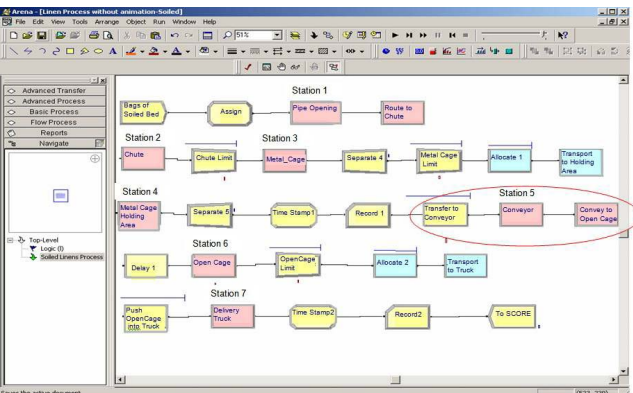 Arena - [Linen Process without animation-Soiled]
File Edit View Tools Arrange Object Run Window Help
51%
Advanced Transfer
Advanced Process
Basic Process
Flow Process
Reports
Navigate
Top-Level
Logic (l)
Soiled Linens Process
Station 1
Bags of
Soiled Bed
Assign
Pipe Opening
Route to
Chute
Station 2
Station 3
Chute
Chute Limit
Metal_Cage
Separate 4
Metal Cage
Limit
Allocate 1
Transport
to Holding
Area
Station 4
Station 5
Metal Cage
Holding
Area
Separate 5
Time Stamp1
Record 1
Transfer to
Conveyor
Conveyor
Convey to
Open Cage
Station 6
Delay 1
Open Cage
OpenCage
Limit
Allocate 2
Transport
to Truck
Station 7
Push
OpenCage
into Truck
Delivery
Truck
Time Stamp2
Record2
To SCORE